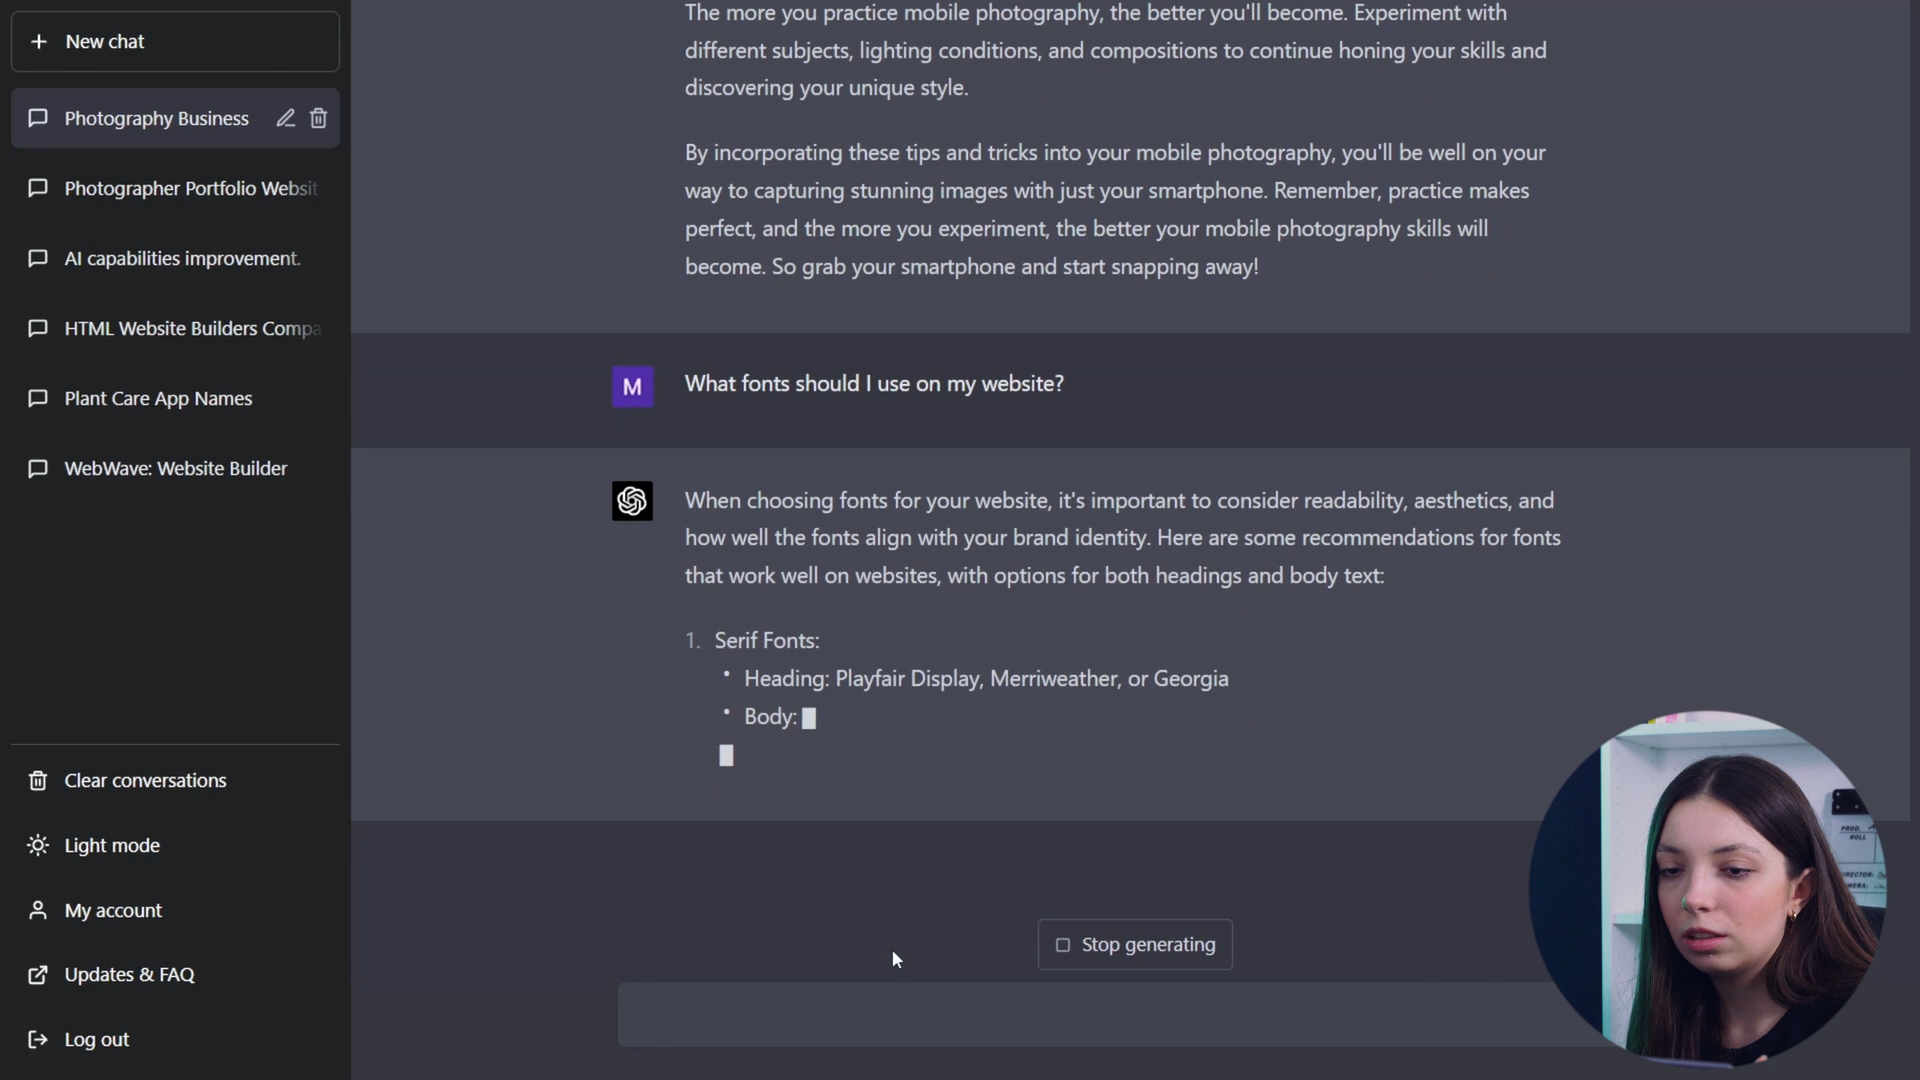 New chat
Photography Business
Photographer Portfolio Websit
AI capabilities improvement.
HTML Website Builders Compa
Plant Care App Names
WebWave: Website Builder
Clear conversations
Light mode
My account
Updates & FAQ
Log out
The more you practice mobile photography, the better you'll become. Experiment with
different subjects, lighting conditions, and compositions to continue honing your skills and
discovering your unique style.
By incorporating these tips and tricks into your mobile photography, you'll be well on your
way to capturing stunning images with just your smartphone. Remember, practice makes
perfect, and the more you experiment, the better your mobile photography skills will
become. So grab your smartphone and start snapping away!
M
What fonts should I use on my website?
When choosing fonts for your website, it's important to consider readability, aesthetics, and
how well the fonts align with your brand identity. Here are some recommendations for fonts
that work well on websites, with options for both headings and body text:
1. Serif Fonts:
• Heading: Playfair Display, Merriweather, or Georgia
• Body:
Stop generating
PROD.
ROLL